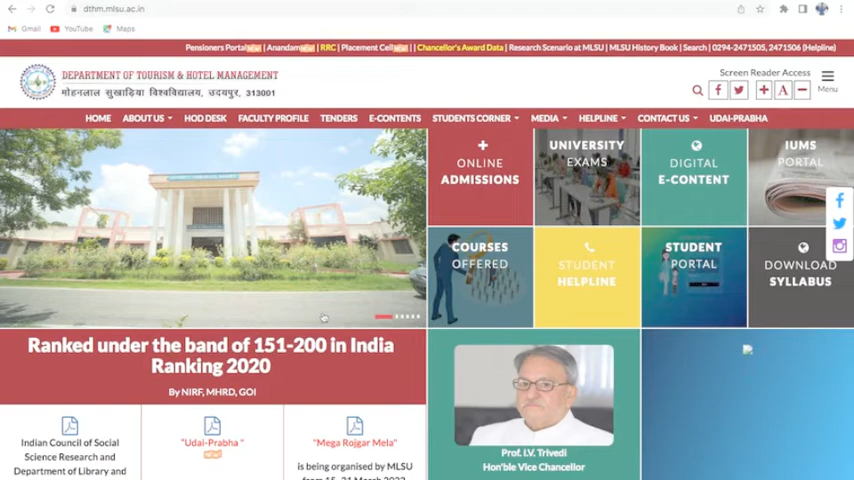 dthm.mlsu.ac.in
Gmail YouTube Maps
Pensioners Portal | Anandam | RRC | Placement Cell | | Chancellor's Award Data | Research Scenario at MLSU | MLSU History Book | Search | 0294-2471505, 2471506 (Helpline)
DEPARTMENT OF TOURISM & HOTEL MANAGEMENT
मोहनलाल सुखाड़िया विश्वविद्यालय, उदयपुर, 313001
Screen Reader Access
A
Menu
HOME ABOUT US HOD DESK FACULTY PROFILE TENDERS E-CONTENTS STUDENTS CORNER MEDIA HELPLINE CONTACT US UDAI-PRABHA
ONLINE
ADMISSIONS
UNIVERSITY
EXAMS
DIGITAL
E-CONTENT
IUMS
PORTAL
COURSES
OFFERED
STUDENT
HELPLINE
STUDENT
PORTAL
DOWNLOAD
SYLLABUS
Ranked under the band of 151-200 in India
Ranking 2020
By NIRF, MHRD, GOI
Indian Council of Social
Science Research and
Department of Library and
"Udai-Prabha "
"Mega Rojgar Mela"
is being organised by MLSU
from 15- 21 March 2022
Prof. I.V. Trivedi
Hon'ble Vice Chancellor